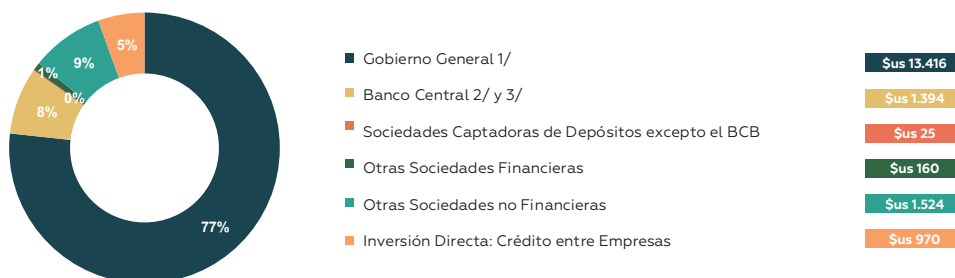 5%
9%
1%
0%
8%
77%
Gobierno General 1/ $us 13.416
Banco Central 2/ y 3/ $us 1.394
Sociedades Captadoras de Depósitos excepto el BCB $us 25
Otras Sociedades Financieras $us 160
Otras Sociedades no Financieras $us 1.524
Inversión Directa: Crédito entre Empresas $us 970